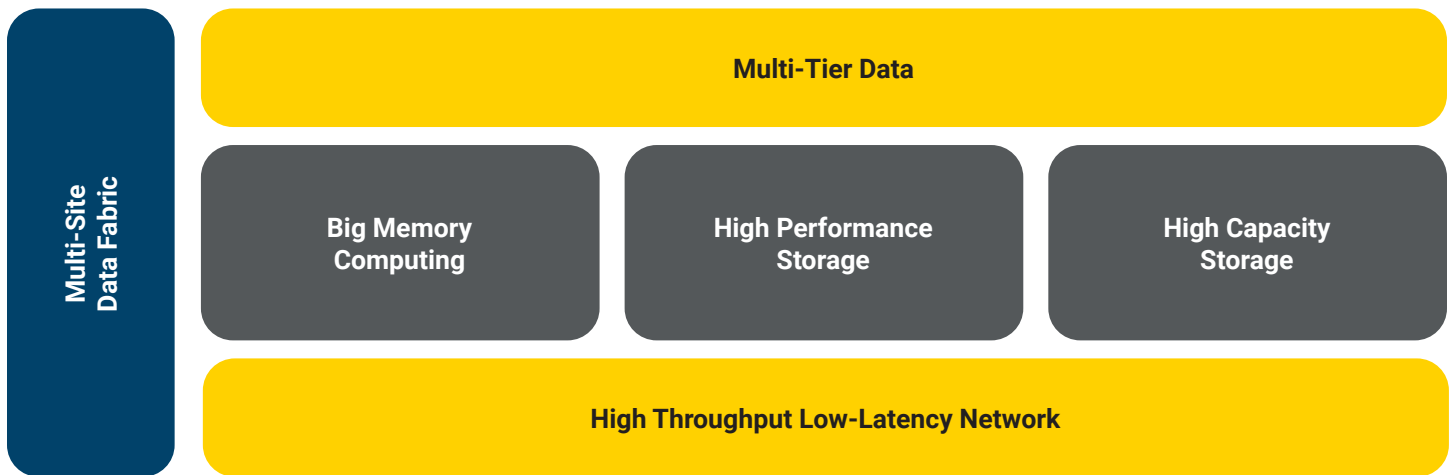 Multi-Site
Data Fabric
Multi-Tier Data
Big Memory
Computing
High Performance
Storage
High Capacity
Storage
High Throughput Low-Latency Network